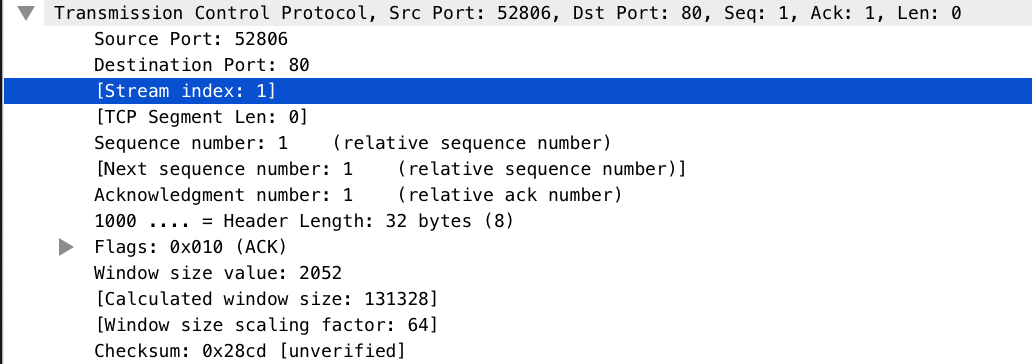 Transmission Control Protocol, Src Port: 52806, Dst Port: 80, Seq: 1, Ack: 1, Len: 0
Source Port: 52806
Destination Port: 80
[Stream index: 1]
[TCP Segment Len: 0]
Sequence number: 1    (relative sequence number)
[Next sequence number: 1    (relative sequence number)]
Acknowledgment number: 1    (relative ack number)
1000 .... = Header Length: 32 bytes (8)
Flags: 0x010 (ACK)
Window size value: 2052
[Calculated window size: 131328]
[Window size scaling factor: 64]
Checksum: 0x28cd [unverified]